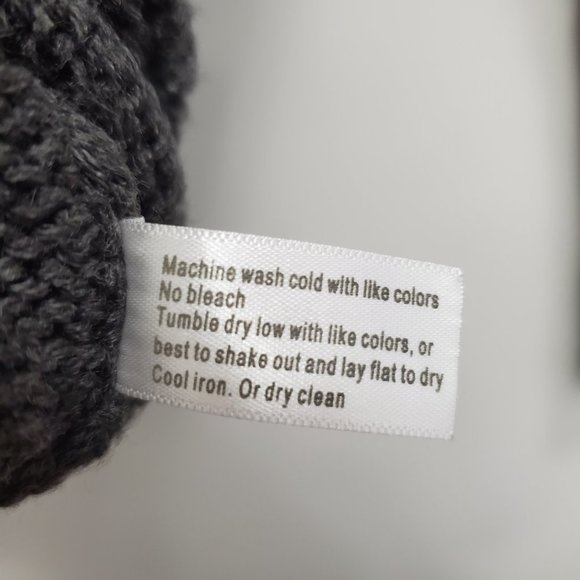 Machine wash cold with like colors
No bleach
Tumble dry low with like colors, or
best to shake out and lay flat to dry
Cool iron. Or dry clean